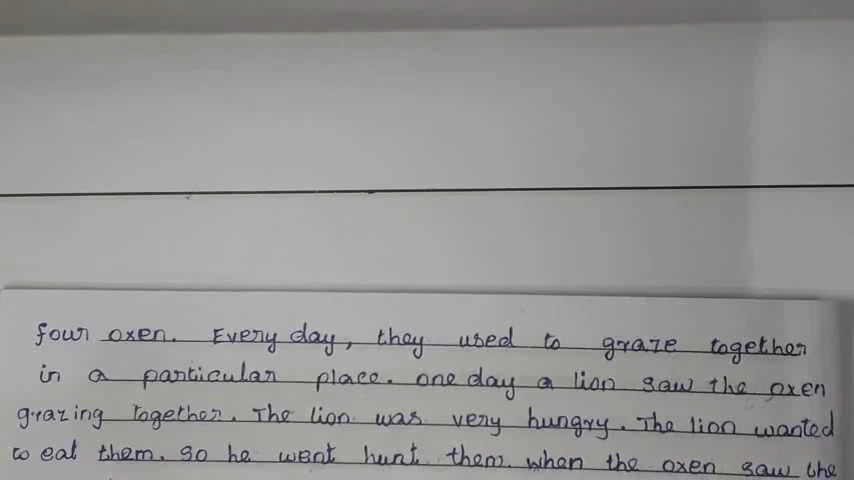 four oxen. Every day, they used to graze together
in a particular place. one day a lion saw the oxen
grazing together. The lion was very hungry. The lion wanted
to eat them. So he went hunt them. when the oxen saw the